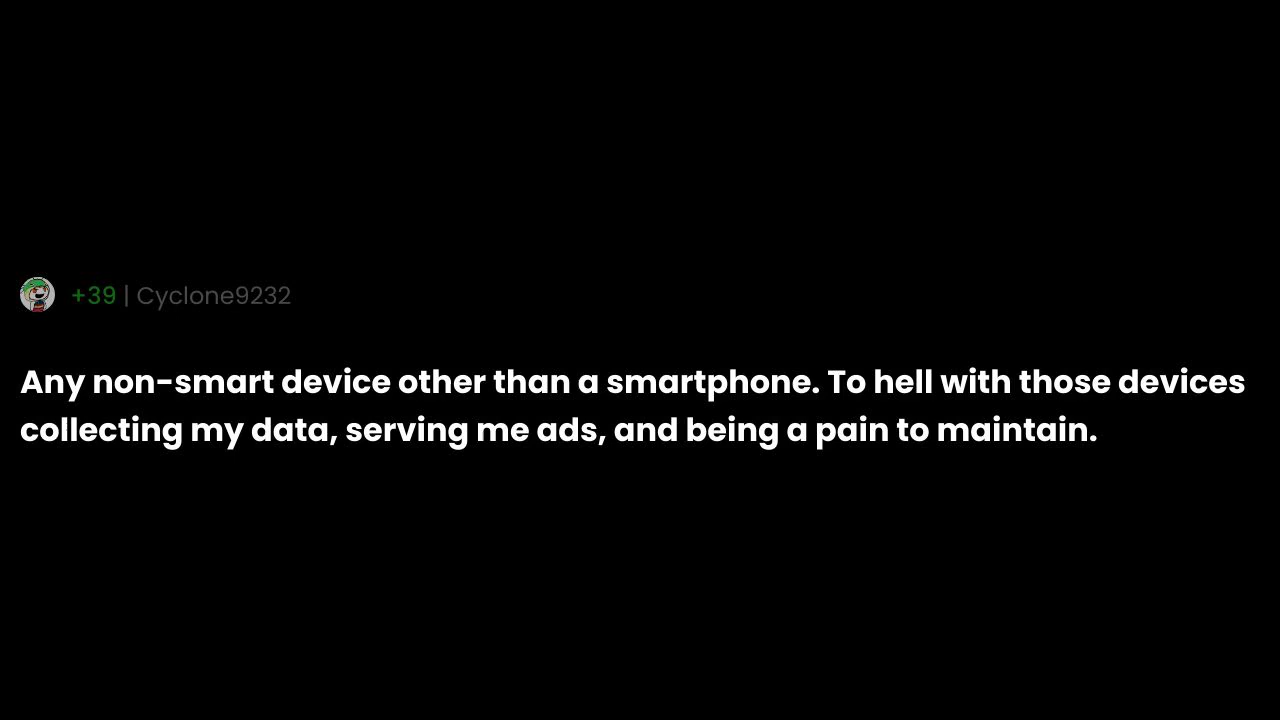 +39 | Cyclone9232
Any non-smart device other than a smartphone. To hell with those devices
collecting my data, serving me ads, and being a pain to maintain.